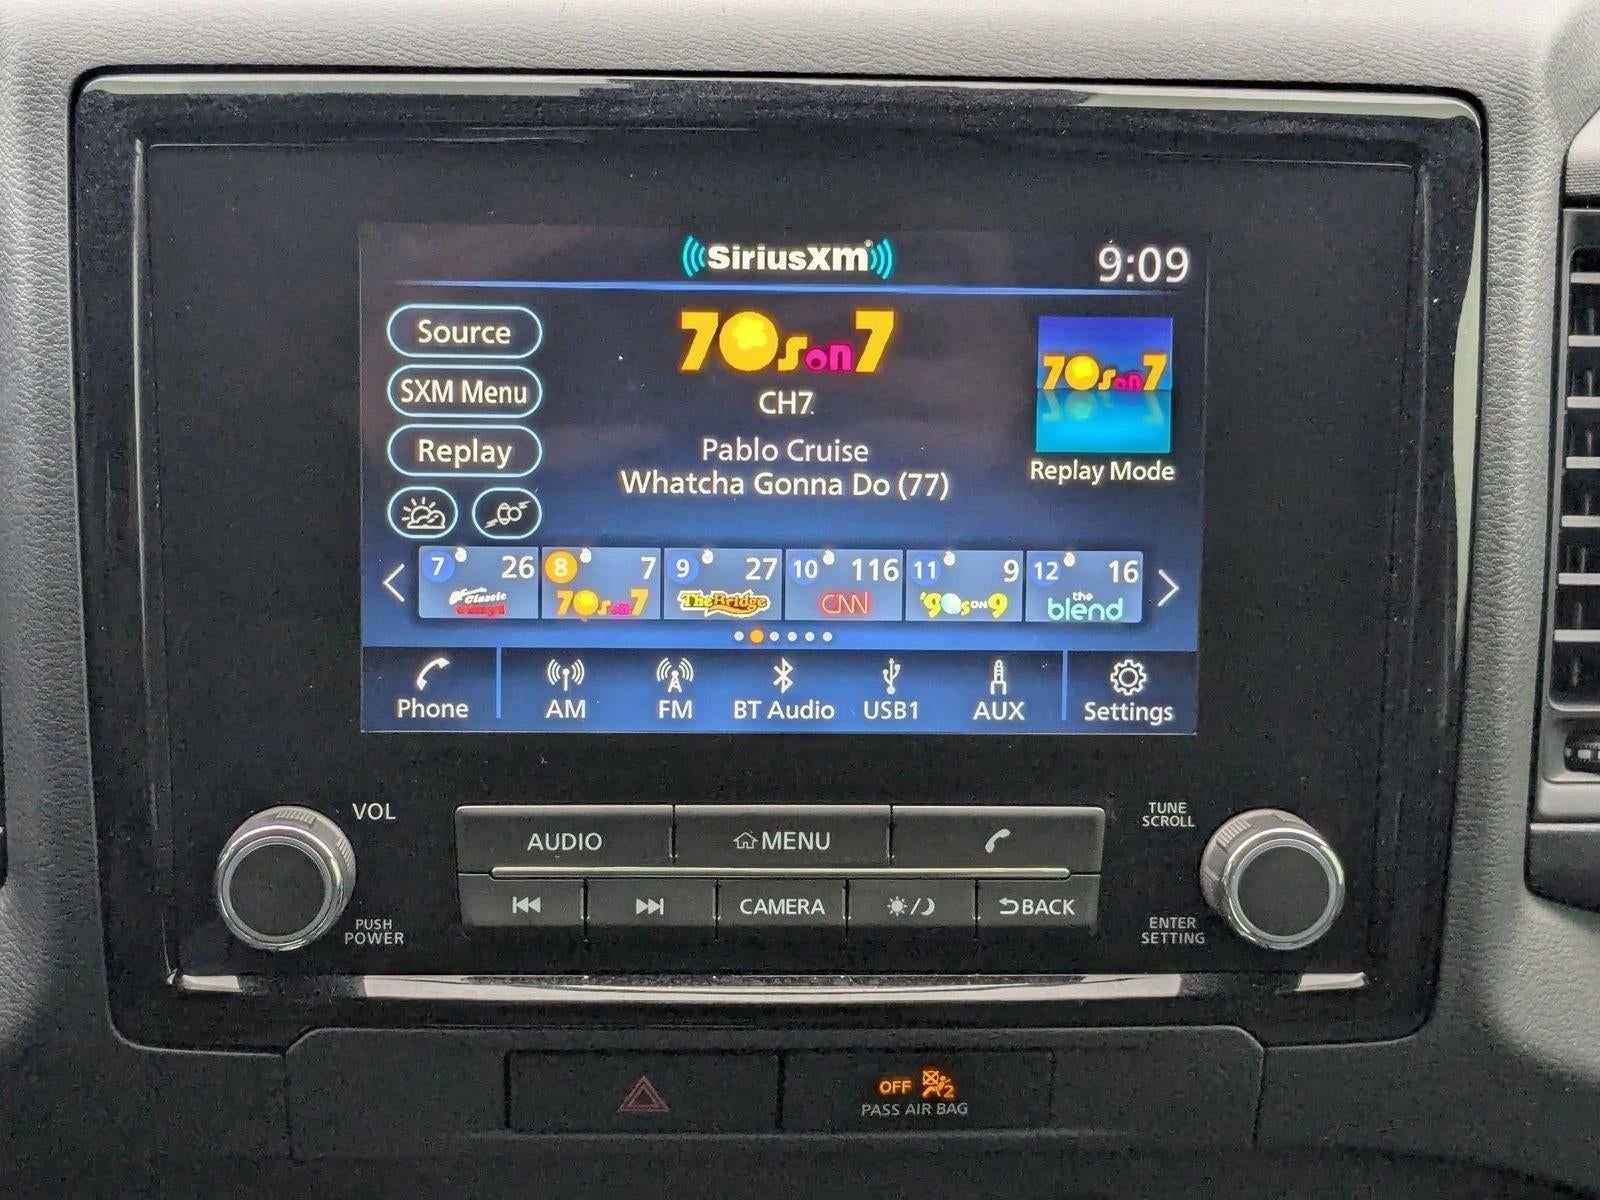 SiriusXM
9:09
Source
SXM Menu
Replay
70s on 7
CH7
Pablo Cruise
Whatcha Gonna Do (77)
70s on 7
Replay Mode
7 26
Classic
Vinyl
8 7
70s on 7
9 27
The Bridge
10 116
CNN
11 9
'90s ON 9
12 16
the
blend
Phone
AM
FM
BT Audio
USB1
AUX
Settings
VOL
PUSH
POWER
AUDIO
MENU
CAMERA
BACK
TUNE
SCROLL
ENTER
SETTING
OFF 2
PASS AIR BAG